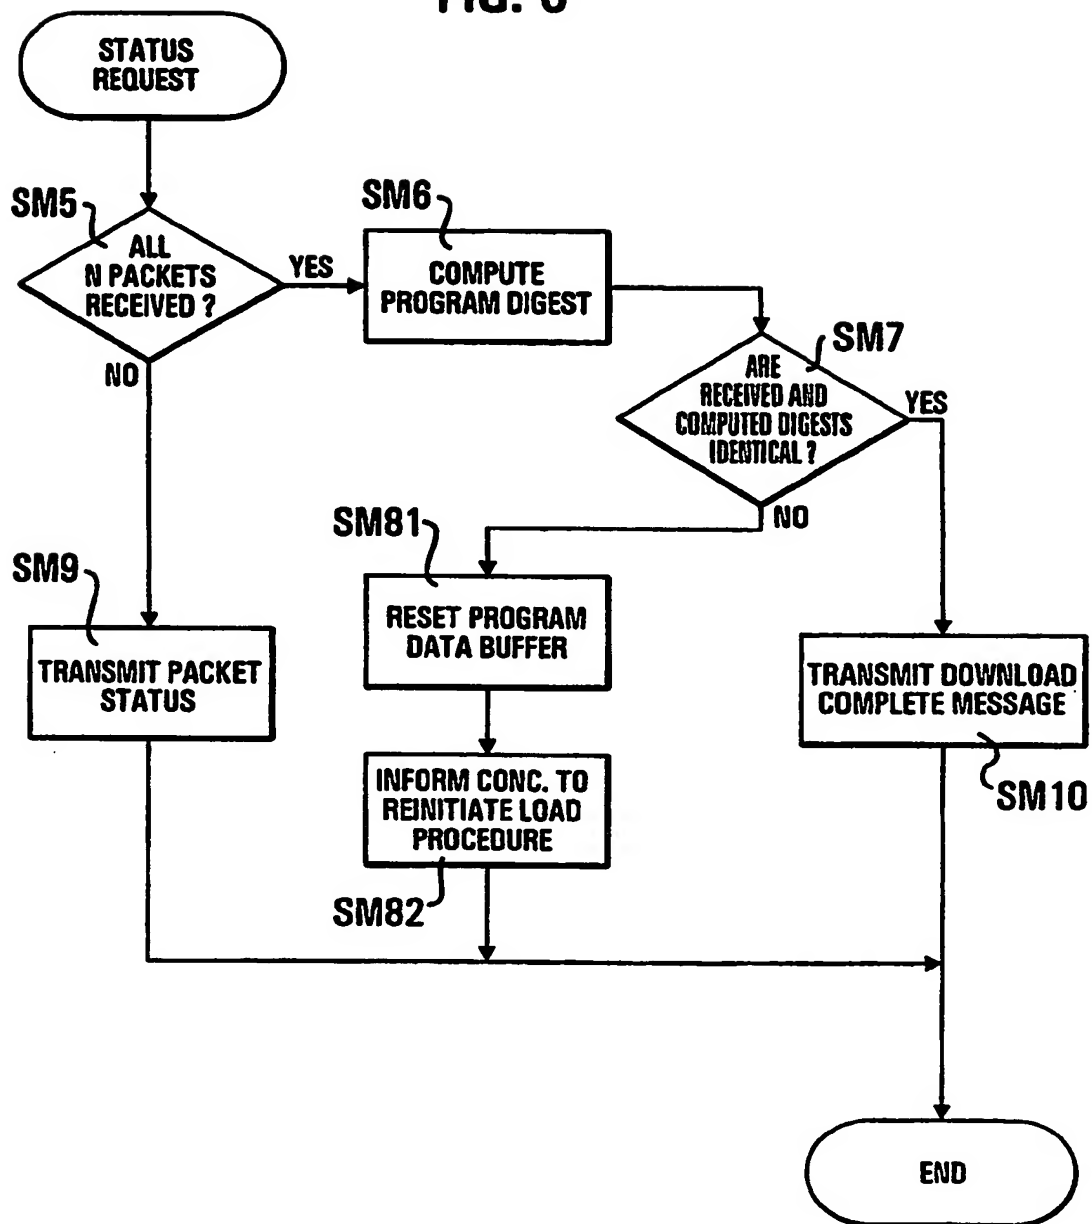 STATUS
REQUEST
SM5
ALL
N PACKETS
RECEIVED ?
YES
NO
SM6
COMPUTE
PROGRAM DIGEST
SM7
ARE
RECEIVED AND
COMPUTED DIGESTS
IDENTICAL ?
YES
NO
SM81
RESET PROGRAM
DATA BUFFER
SM9
TRANSMIT PACKET
STATUS
TRANSMIT DOWNLOAD
COMPLETE MESSAGE
SM10
INFORM CONC. TO
REINITIATE LOAD
PROCEDURE
SM82
END